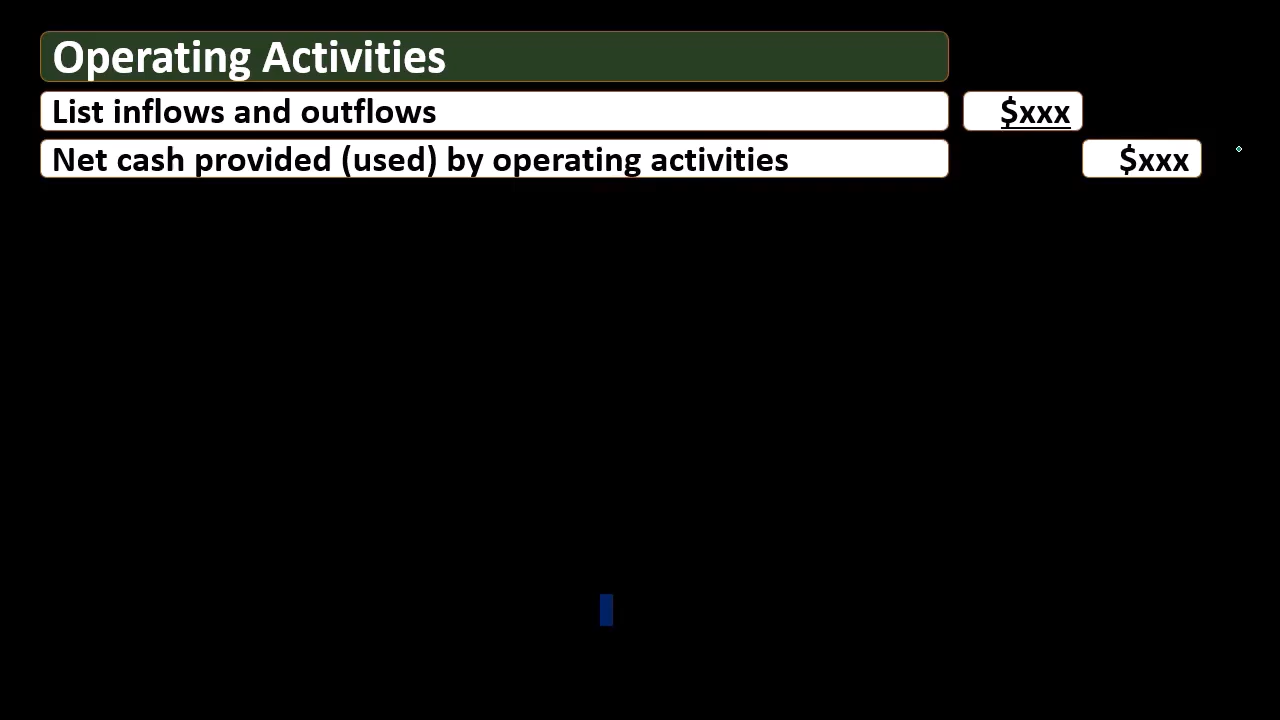 Operating Activities
List inflows and outflows $xxx
Net cash provided (used) by operating activities $xxx